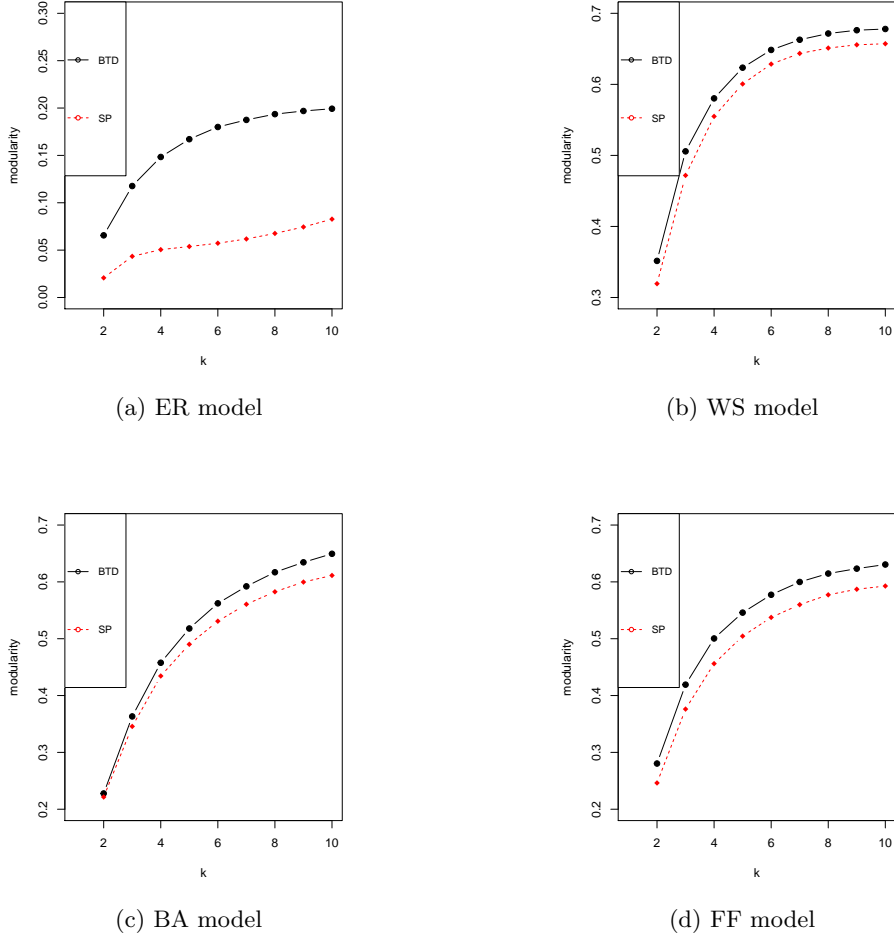 0.30
0.25
0.20
0.15
0.10
0.05
0.00
modularity
BTD
SP
2 4 6 8 10
k
(a) ER model
0.7
0.6
0.5
0.4
0.3
modularity
BTD
SP
2 4 6 8 10
k
(b) WS model
0.7
0.6
0.5
0.4
0.3
0.2
modularity
BTD
SP
2 4 6 8 10
k
(c) BA model
0.7
0.6
0.5
0.4
0.3
0.2
modularity
BTD
SP
2 4 6 8 10
k
(d) FF model